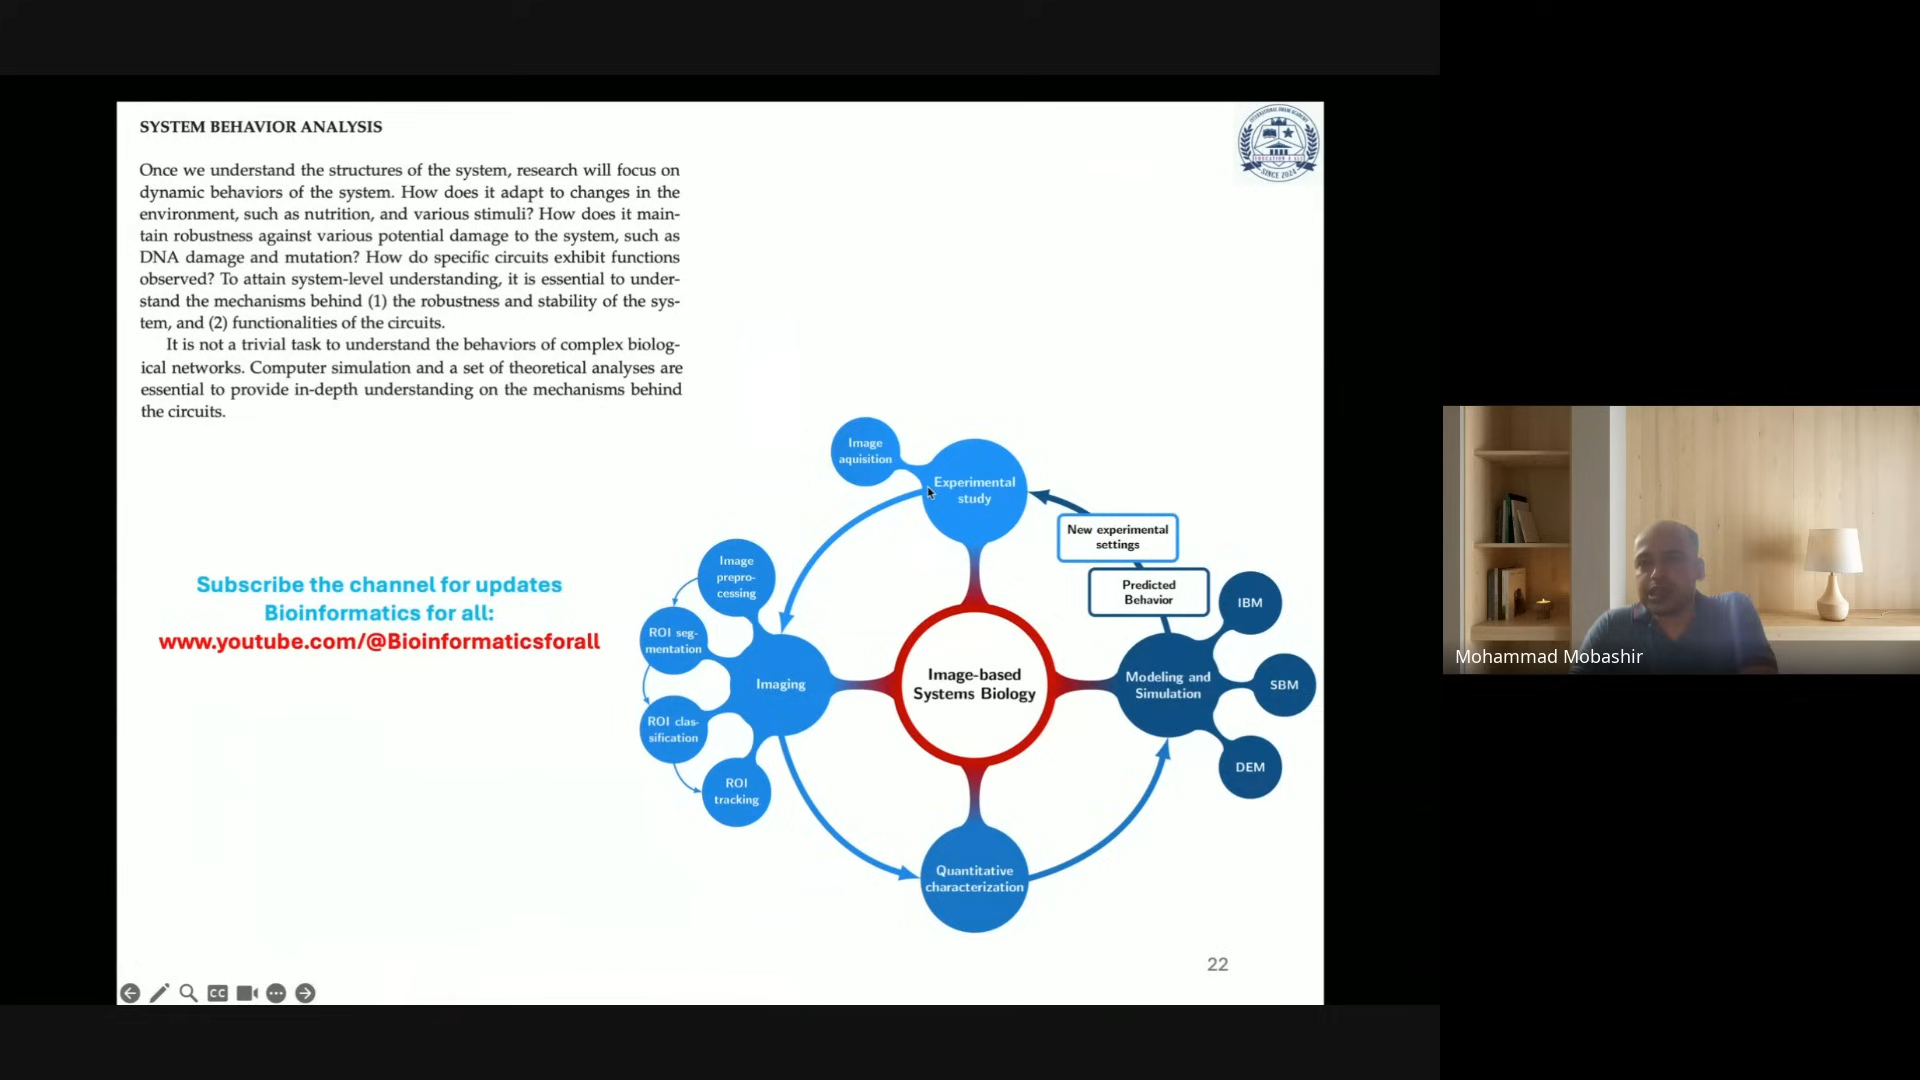 SYSTEM BEHAVIOR ANALYSIS
Once we understand the structures of the system, research will focus on
dynamic behaviors of the system. How does it adapt to changes in the
environment, such as nutrition, and various stimuli? How does it main-
tain robustness against various potential damage to the system, such as
DNA damage and mutation? How do specific circuits exhibit functions
observed? To attain system-level understanding, it is essential to under-
stand the mechanisms behind (1) the robustness and stability of the sys-
tem, and (2) functionalities of the circuits.
It is not a trivial task to understand the behaviors of complex biolog-
ical networks. Computer simulation and a set of theoretical analyses are
essential to provide in-depth understanding on the mechanisms behind
the circuits.
Subscribe the channel for updates
Bioinformatics for all:
www.youtube.com/@Bioinformaticsforall
Image
aquisition
Experimental
study
New experimental
settings
Predicted
Behavior
Image
prepro-
cessing
ROI seg-
mentation
ROI clas-
sification
ROI
tracking
Imaging
Image-based
Systems Biology
Modeling and
Simulation
IBM
SBM
DEM
Quantitative
characterization
22
CC
SINCE 2024
Mohammad Mobashir